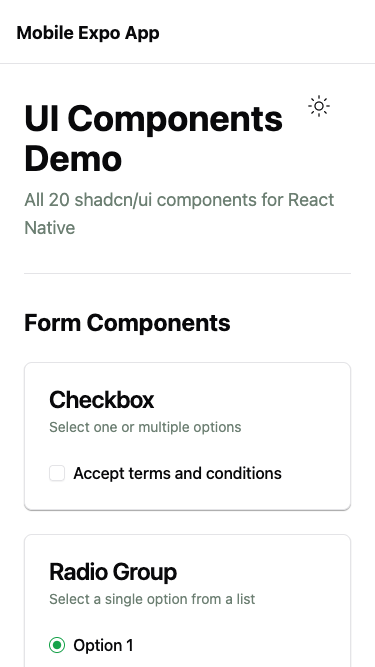 Mobile Expo App
UI Components
Demo
All 20 shadcn/ui components for React
Native
Form Components
Checkbox
Select one or multiple options
Accept terms and conditions
Radio Group
Select a single option from a list
Option 1